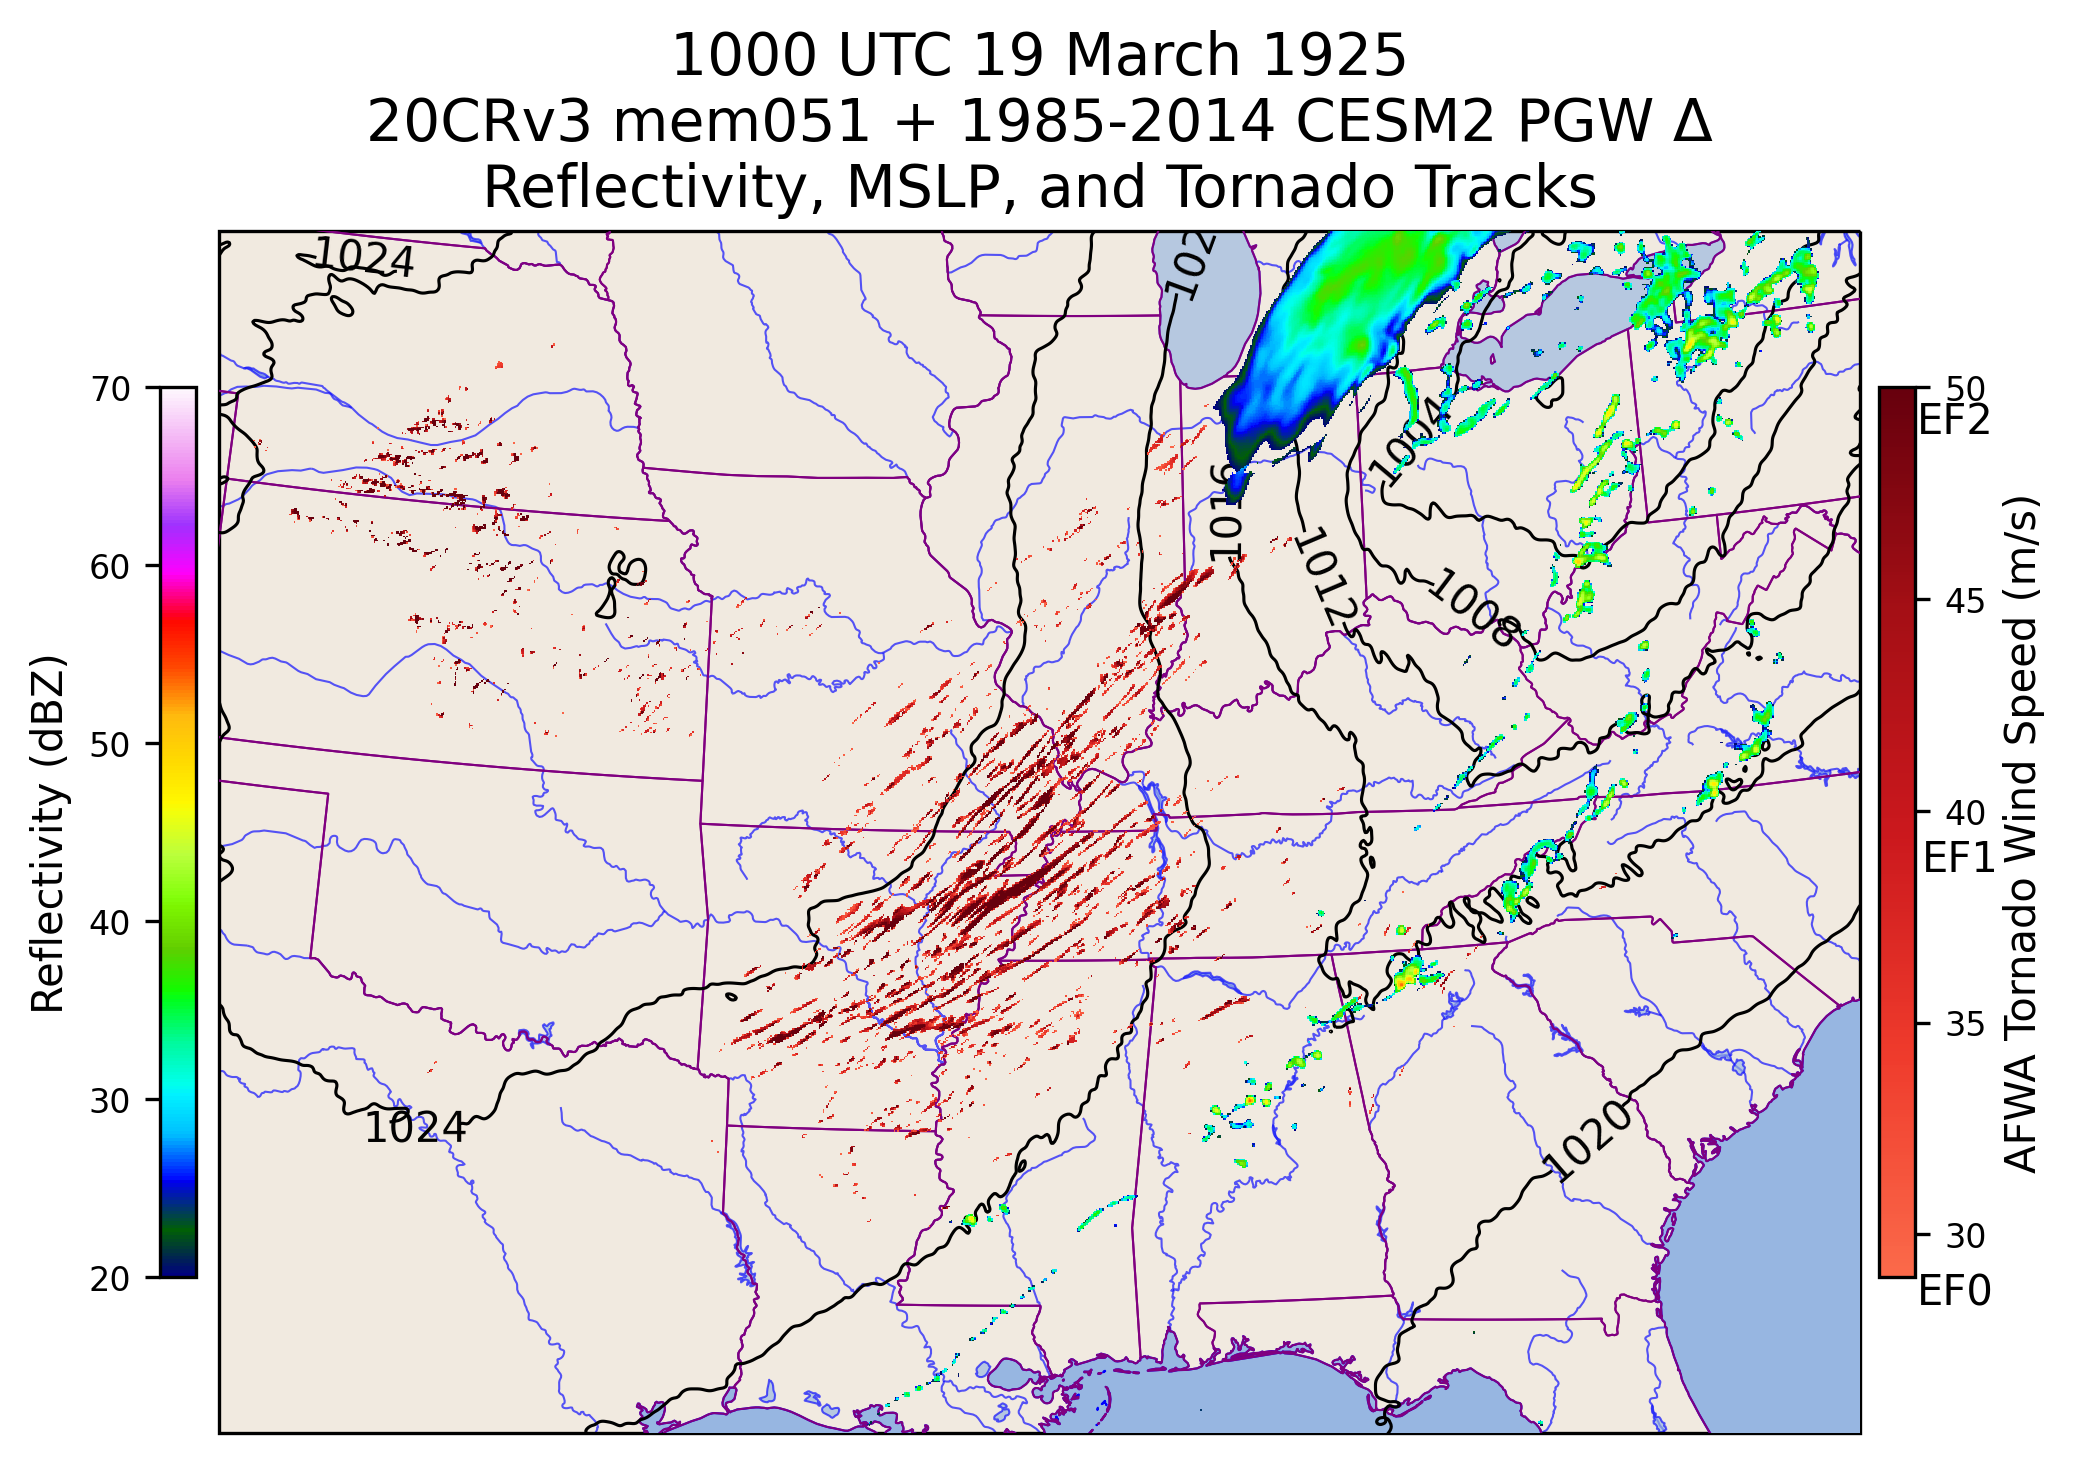 1000 UTC 19 March 1925
20CRv3 mem051 + 1985-2014 CESM2 PGW Δ
Reflectivity, MSLP, and Tornado Tracks
Reflectivity (dBZ)
70
60
50
40
30
20
1024
102
1004
1016
1012
1008
1024
1020
50
EF2
45
40
EF1
35
30
EF0
AFWA Tornado Wind Speed (m/s)